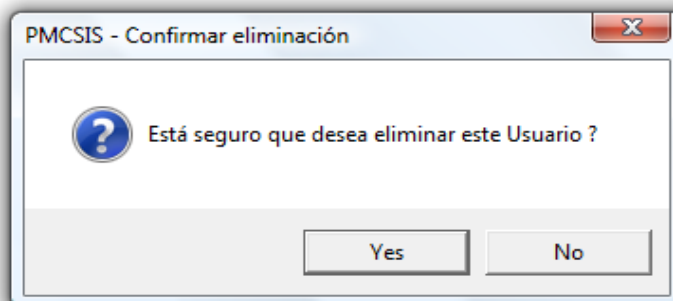 PMCSIS - Confirmar eliminación
Está seguro que desea eliminar este Usuario ?
Yes No